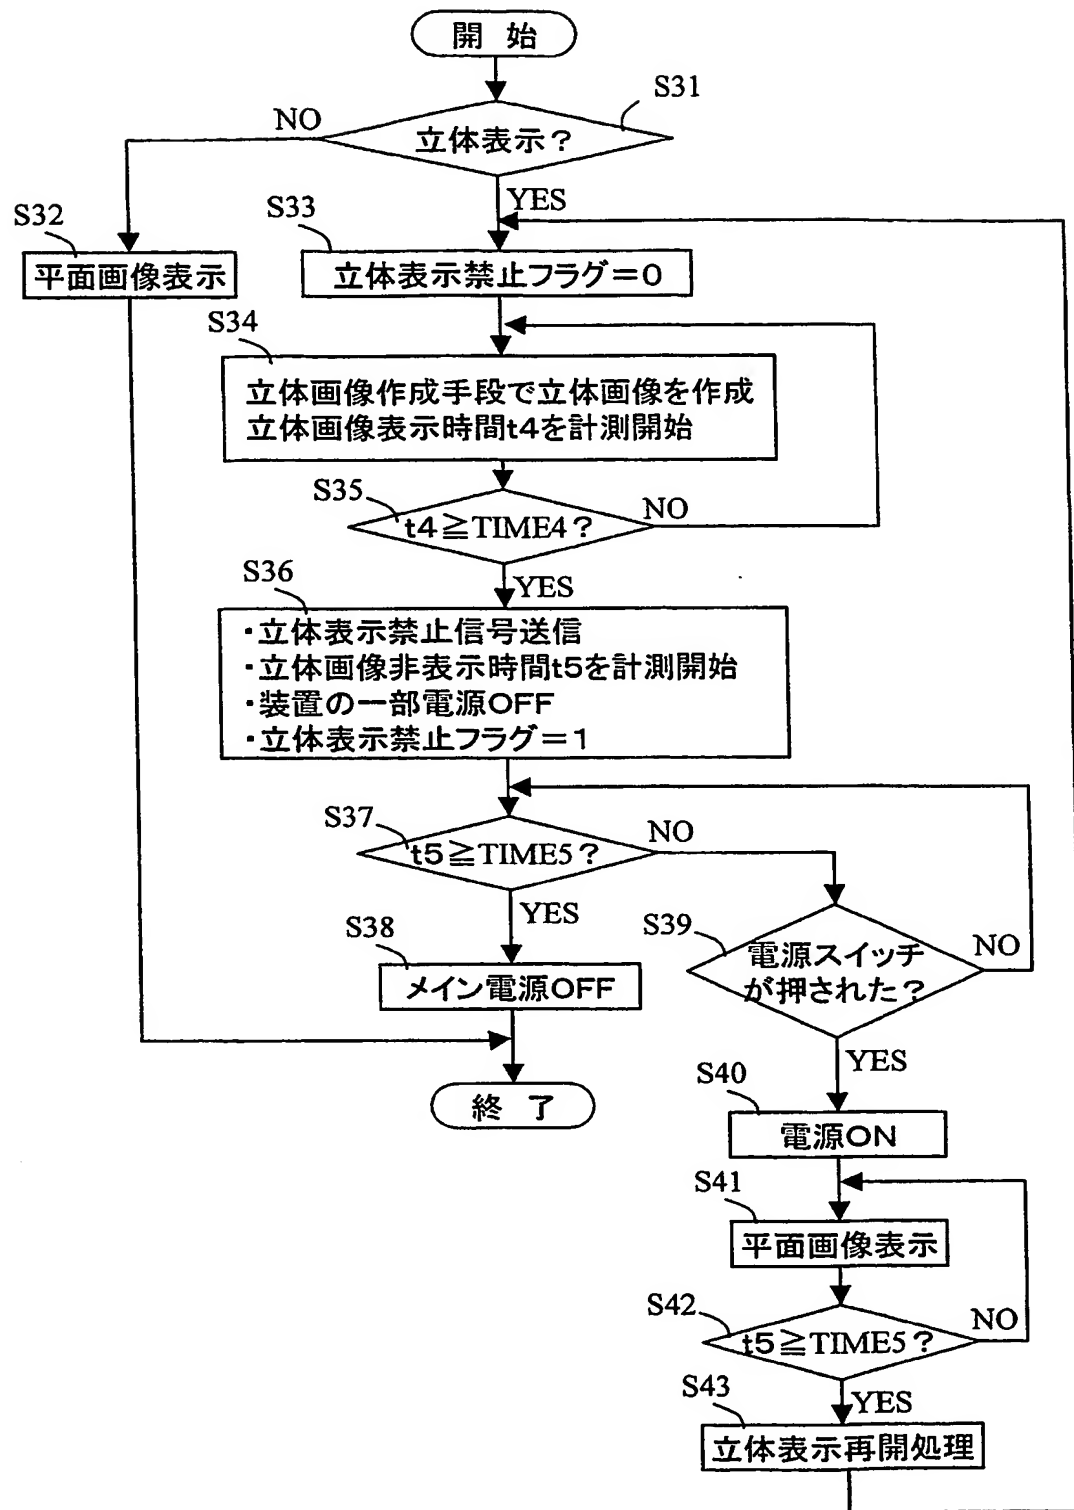 開 始
S31
NO
立体表示?
YES
S32
S33
平面画像表示
立体表示禁止フラグ=0
S34
立体画像作成手段で立体画像を作成
立体画像表示時間t4を計測開始
S35
t4≧TIME4?
NO
S36
YES
・立体表示禁止信号送信
・立体画像非表示時間t5を計測開始
・装置の一部電源OFF
・立体表示禁止フラグ=1
S37
t5≧TIME5?
NO
YES
S38
メイン電源OFF
S39
電源スイッチ
が押された?
NO
YES
終 了
S40
電源ON
S41
平面画像表示
S42
t5≧TIME5?
NO
S43
YES
立体表示再開処理